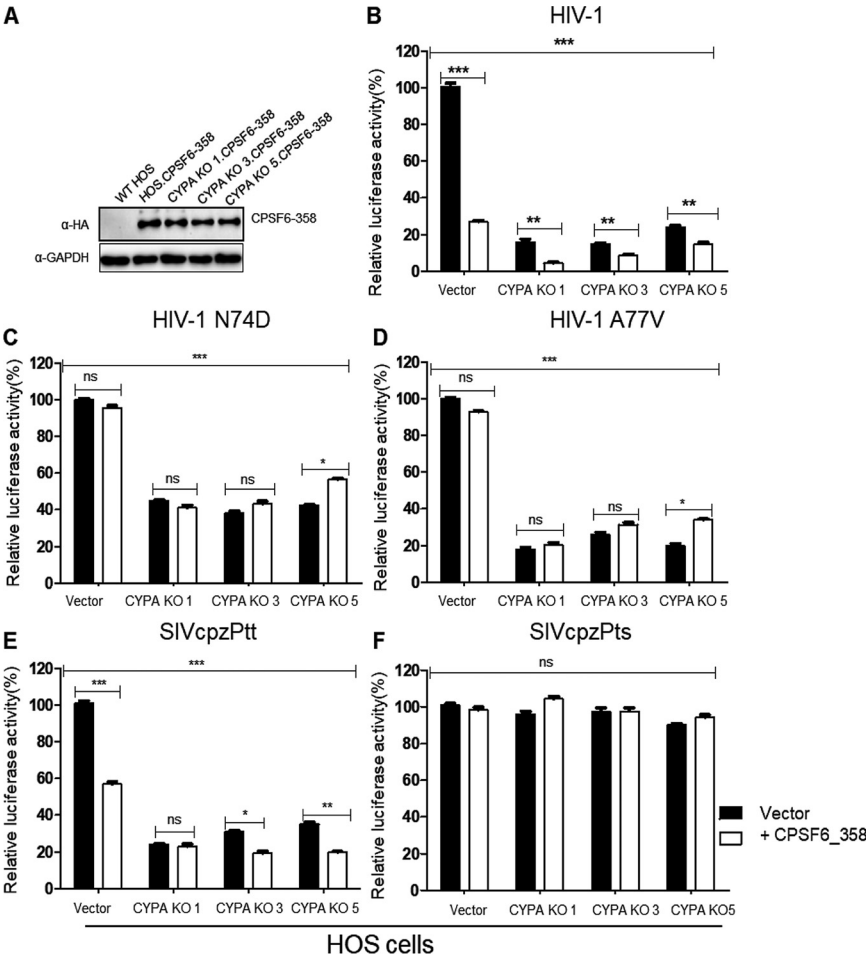 A
WT HOS
HOS.CPSF6-358
CYPA KO 1.CPSF6-358
CYPA KO 3.CPSF6-358
CYPA KO 5.CPSF6-358
α-HA
CPSF6-358
α-GAPDH
B
HIV-1
Relative luciferase activity(%)
120
100
80
60
40
20
0
***
***
**
**
**
Vector
CYPA KO 1
CYPA KO 3
CYPA KO 5
C
HIV-1 N74D
Relative luciferase activity(%)
120
100
80
60
40
20
0
***
ns
ns
ns
*
Vector
CYPA KO 1
CYPA KO 3
CYPA KO 5
D
HIV-1 A77V
Relative luciferase activity(%)
120
100
80
60
40
20
0
***
ns
ns
ns
*
Vector
CYPA KO 1
CYPA KO 3
CYPA KO 5
E
SIVcpzPtt
Relative luciferase activity(%)
120
100
80
60
40
20
0
***
***
ns
*
**
Vector
CYPA KO 1
CYPA KO 3
CYPA KO 5
F
SIVcpzPts
Relative luciferase activity(%)
120
100
80
60
40
20
0
ns
Vector
CYPA KO 1
CYPA KO 3
CYPA KO5
Vector
+ CPSF6_358
HOS cells